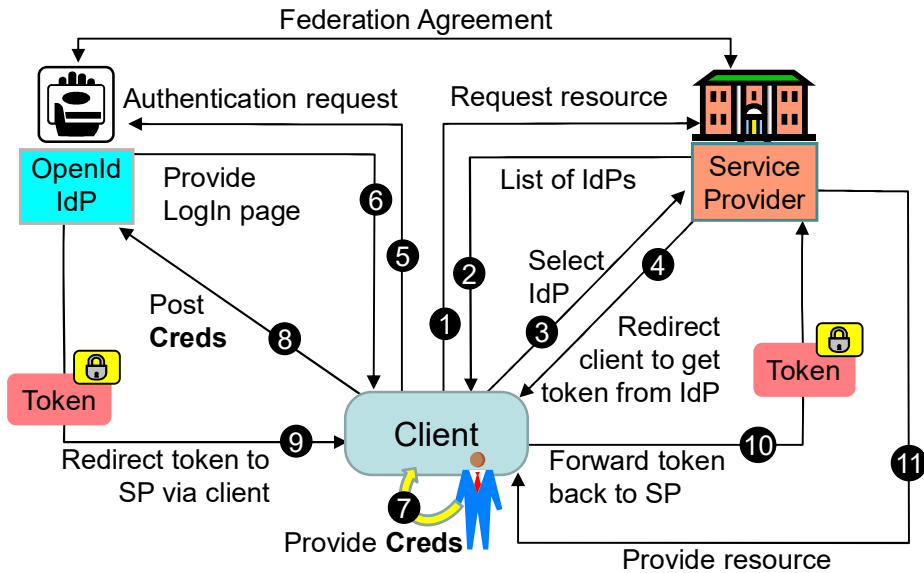 Federation Agreement
Authentication request
Request resource
OpenId
IdP
Provide
LogIn page
6
List of IdPs
Service
Provider
5
2
4
Select
IdP
Post
Creds
8
1
3
Redirect
client to get
token from IdP
Token
Token
Client
9
10
11
Redirect token to
SP via client
Forward token
back to SP
7
Provide Creds
Provide resource